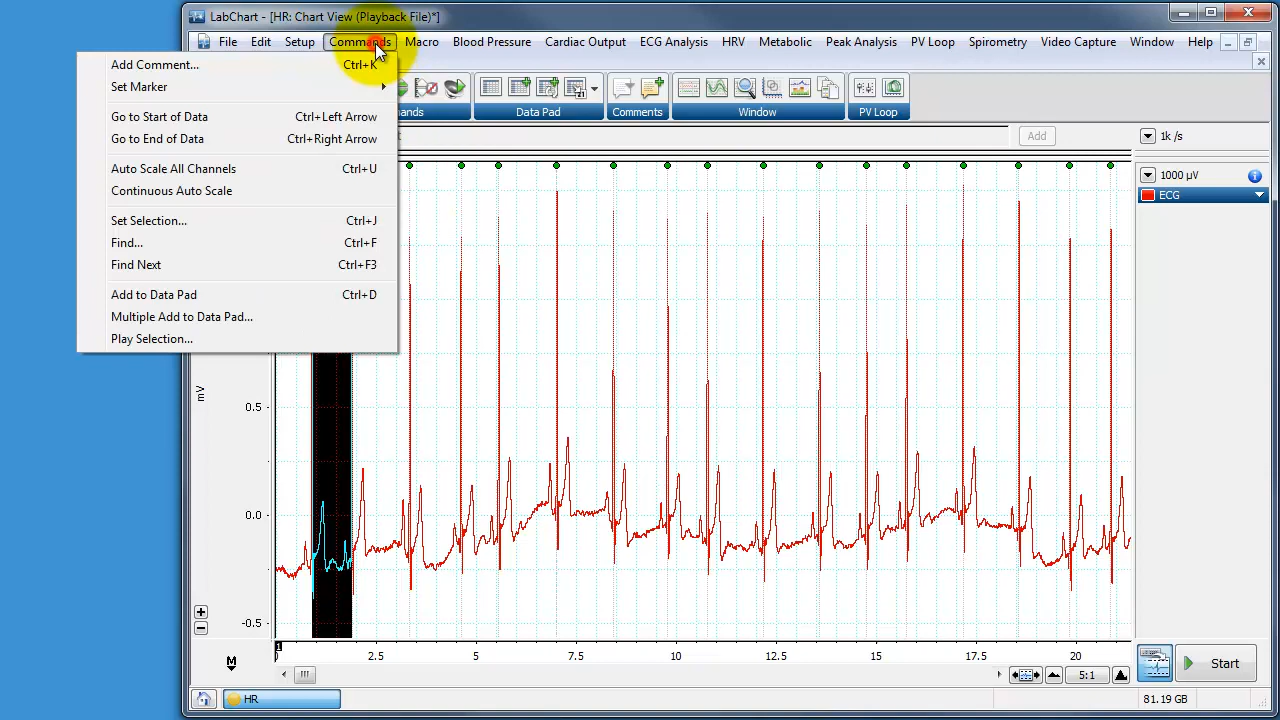 LabChart - [HR: Chart View (Playback File)*]
File Edit Setup Commands Macro Blood Pressure Cardiac Output ECG Analysis HRV Metabolic Peak Analysis PV Loop Spirometry Video Capture Window Help
Add Comment... Ctrl+K
Set Marker
Go to Start of Data Ctrl+Left Arrow
Go to End of Data Ctrl+Right Arrow
Auto Scale All Channels Ctrl+U
Continuous Auto Scale
Set Selection... Ctrl+J
Find... Ctrl+F
Find Next Ctrl+F3
Add to Data Pad Ctrl+D
Multiple Add to Data Pad...
Play Selection...
Data Pad Comments Window PV Loop
Add 1k /s
1000 µV
ECG
mV
0.5
0.0
-0.5
1
2.5 5 7.5 10 12.5 15 17.5 20
M
5:1 Start
HR 81.19 GB